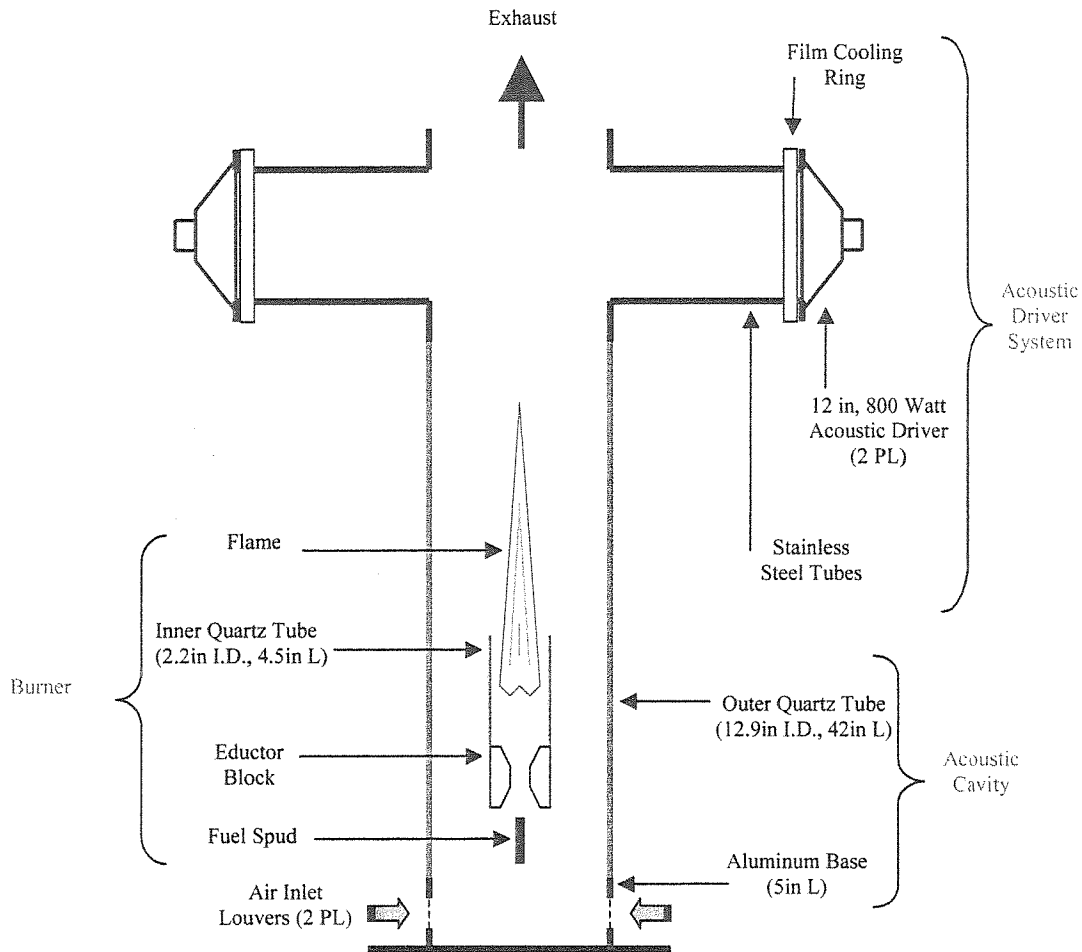 Exhaust
Film Cooling
Ring
Acoustic
Driver
System
12 in, 800 Watt
Acoustic Driver
(2 PL)
Flame
Stainless
Steel Tubes
Inner Quartz Tube
(2.2in I.D., 4.5in L)
Burner
Outer Quartz Tube
(12.9in I.D., 42in L)
Eductor
Block
Acoustic
Cavity
Fuel Spud
Aluminum Base
(5in L)
Air Inlet
Louvers (2 PL)